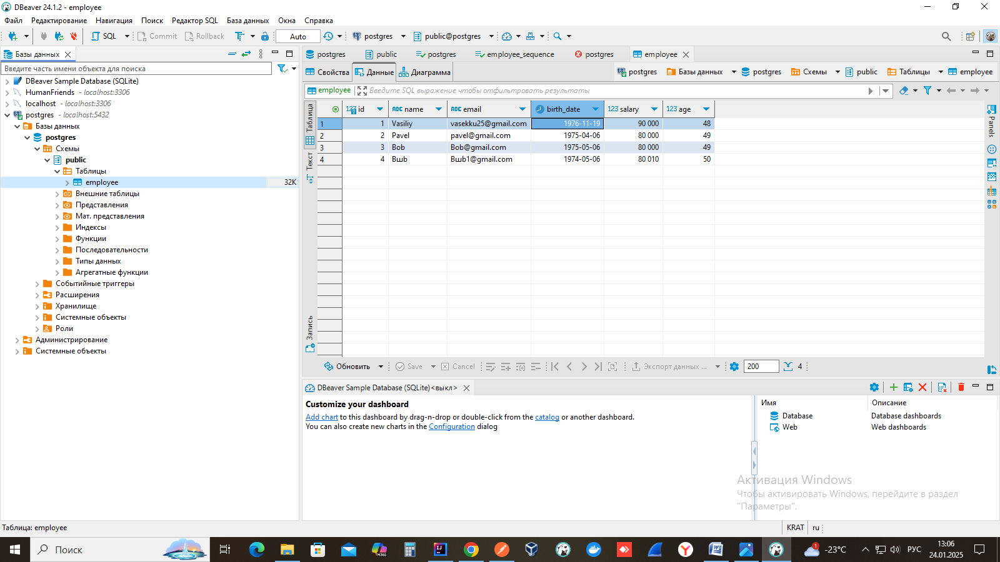 DBeaver 24.1.2 - employee
Файл Редактирование Навигация Поиск Редактор SQL База данных Окна Справка
SQL Commit Rollback Auto postgres public@postgres
Базы данных
Введите часть имени объекта для поиска
DBeaver Sample Database (SQLite)
HumanFriends - localhost:3306
localhost - localhost:3306
postgres - localhost:5432
Базы данных
postgres
Схемы
public
Таблицы
employee 32K
Внешние таблицы
Представления
Мат. представления
Индексы
Функции
Последовательности
Типы данных
Агрегатные функции
Событийные триггеры
Расширения
Хранилище
Системные объекты
Роли
Администрирование
Системные объекты
postgres public postgres employee_sequence postgres employee
Свойства Данные Диаграмма
postgres Базы данных postgres Схемы public Таблицы employee
employee Введите SQL выражение чтобы отфильтровать результаты
Таблица
Текст
Запись
123 id ABC name ABC email birth_date 123 salary 123 age
1 1 Vasiliy vasekku25@gmail.com 1976-11-19 90 000 48
2 2 Pavel pavel@gmail.com 1975-04-06 80 000 49
3 3 Bob Bob@gmail.com 1975-05-06 80 000 49
4 4 Вшb Вшb1@gmail.com 1974-05-06 80 010 50
Panels
Обновить Save Cancel Экспорт данных ... 200 4
DBeaver Sample Database (SQLite) <выкл>
Customize your dashboard
Add chart to this dashboard by drag-n-drop or double-click from the catalog or another dashboard.
You can also create new charts in the Configuration dialog
Имя Описание
Database Database dashboards
Web Web dashboards
Активация Windows
Чтобы активировать Windows, перейдите в раздел
"Параметры".
Таблица: employee KRAT ru
Поиск M365 1 -23°C РУС 13:06
24.01.2025